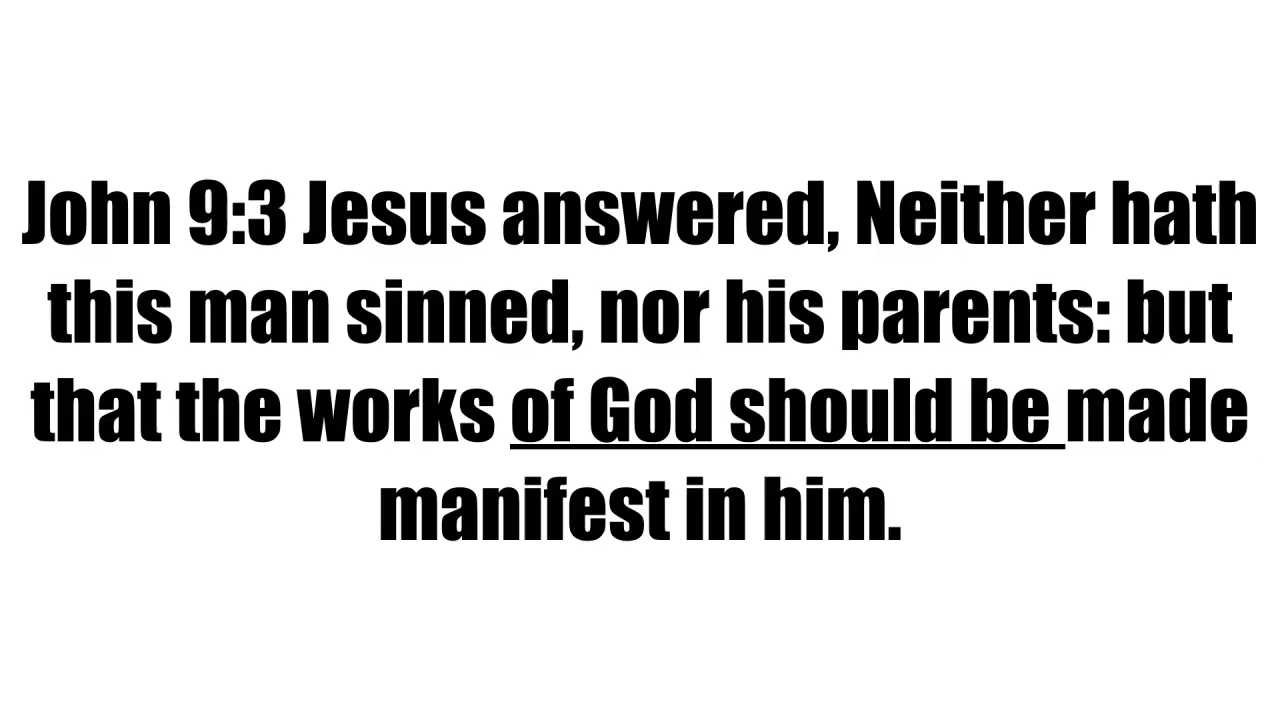 John 9:3 Jesus answered, Neither hath
this man sinned, nor his parents: but
that the works of God should be made
manifest in him.